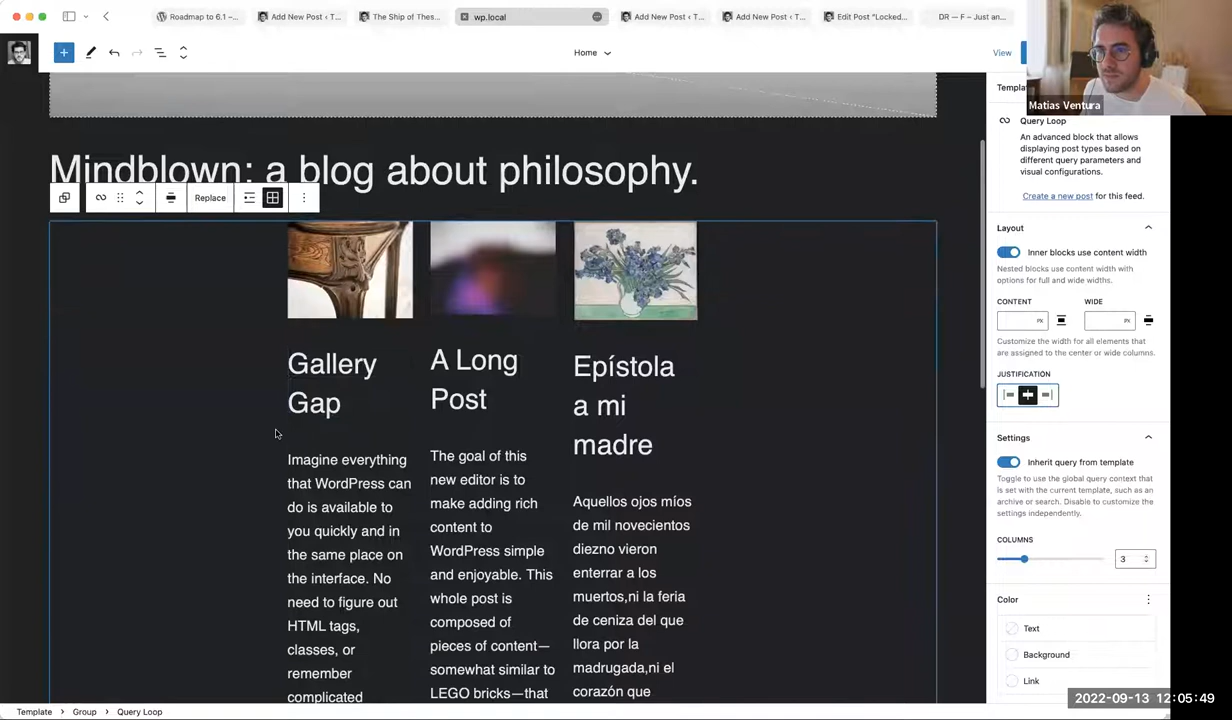 Roadmap to 6.1 –...
Add New Post ‹ T...
The Ship of Thes...
wp.local
Add New Post ‹ T...
Add New Post ‹ T...
Edit Post "Locked...
DR — F – Just an...
Home
View
Matias Ventura
Templa
Query Loop
An advanced block that allows
displaying post types based on
different query parameters and
visual configurations.
Create a new post for this feed.
Mindblown: a blog about philosophy.
Replace
Gallery
Gap
Imagine everything
that WordPress can
do is available to
you quickly and in
the same place on
the interface. No
need to figure out
HTML tags,
classes, or
remember
complicated
A Long
Post
The goal of this
new editor is to
make adding rich
content to
WordPress simple
and enjoyable. This
whole post is
composed of
pieces of content—
somewhat similar to
LEGO bricks—that
Epístola
a mi
madre
Aquellos ojos míos
de mil novecientos
diezno vieron
enterrar a los
muertos,ni la feria
de ceniza del que
llora por la
madrugada,ni el
corazón que
Layout
Inner blocks use content width
Nested blocks use content width with
options for full and wide widths.
CONTENT
WIDE
PX
PX
Customize the width for all elements that
are assigned to the center or wide columns.
JUSTIFICATION
Settings
Inherit query from template
Toggle to use the global query context that
is set with the current template, such as an
archive or search. Disable to customize the
settings independently.
COLUMNS
3
Color
Text
Background
Link
2022-09-13 12:05:49
Template › Group › Query Loop